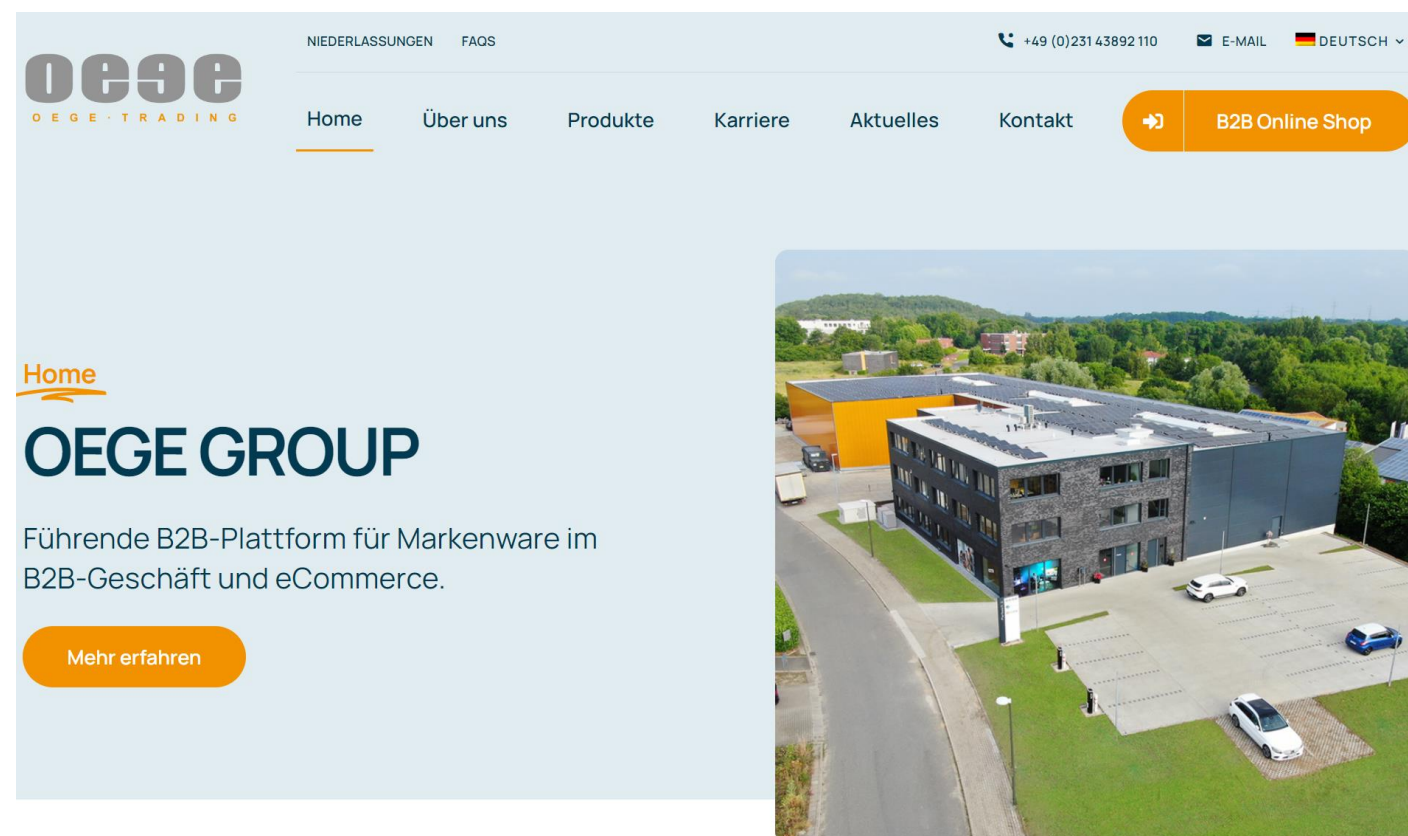 NIEDERLASSUNGEN FAQS +49 (0)231 43892 110 E-MAIL DEUTSCH
oege
OEGE·TRADING
Home Über uns Produkte Karriere Aktuelles Kontakt B2B Online Shop
Home
OEGE GROUP
Führende B2B-Plattform für Markenware im
B2B-Geschäft und eCommerce.
Mehr erfahren